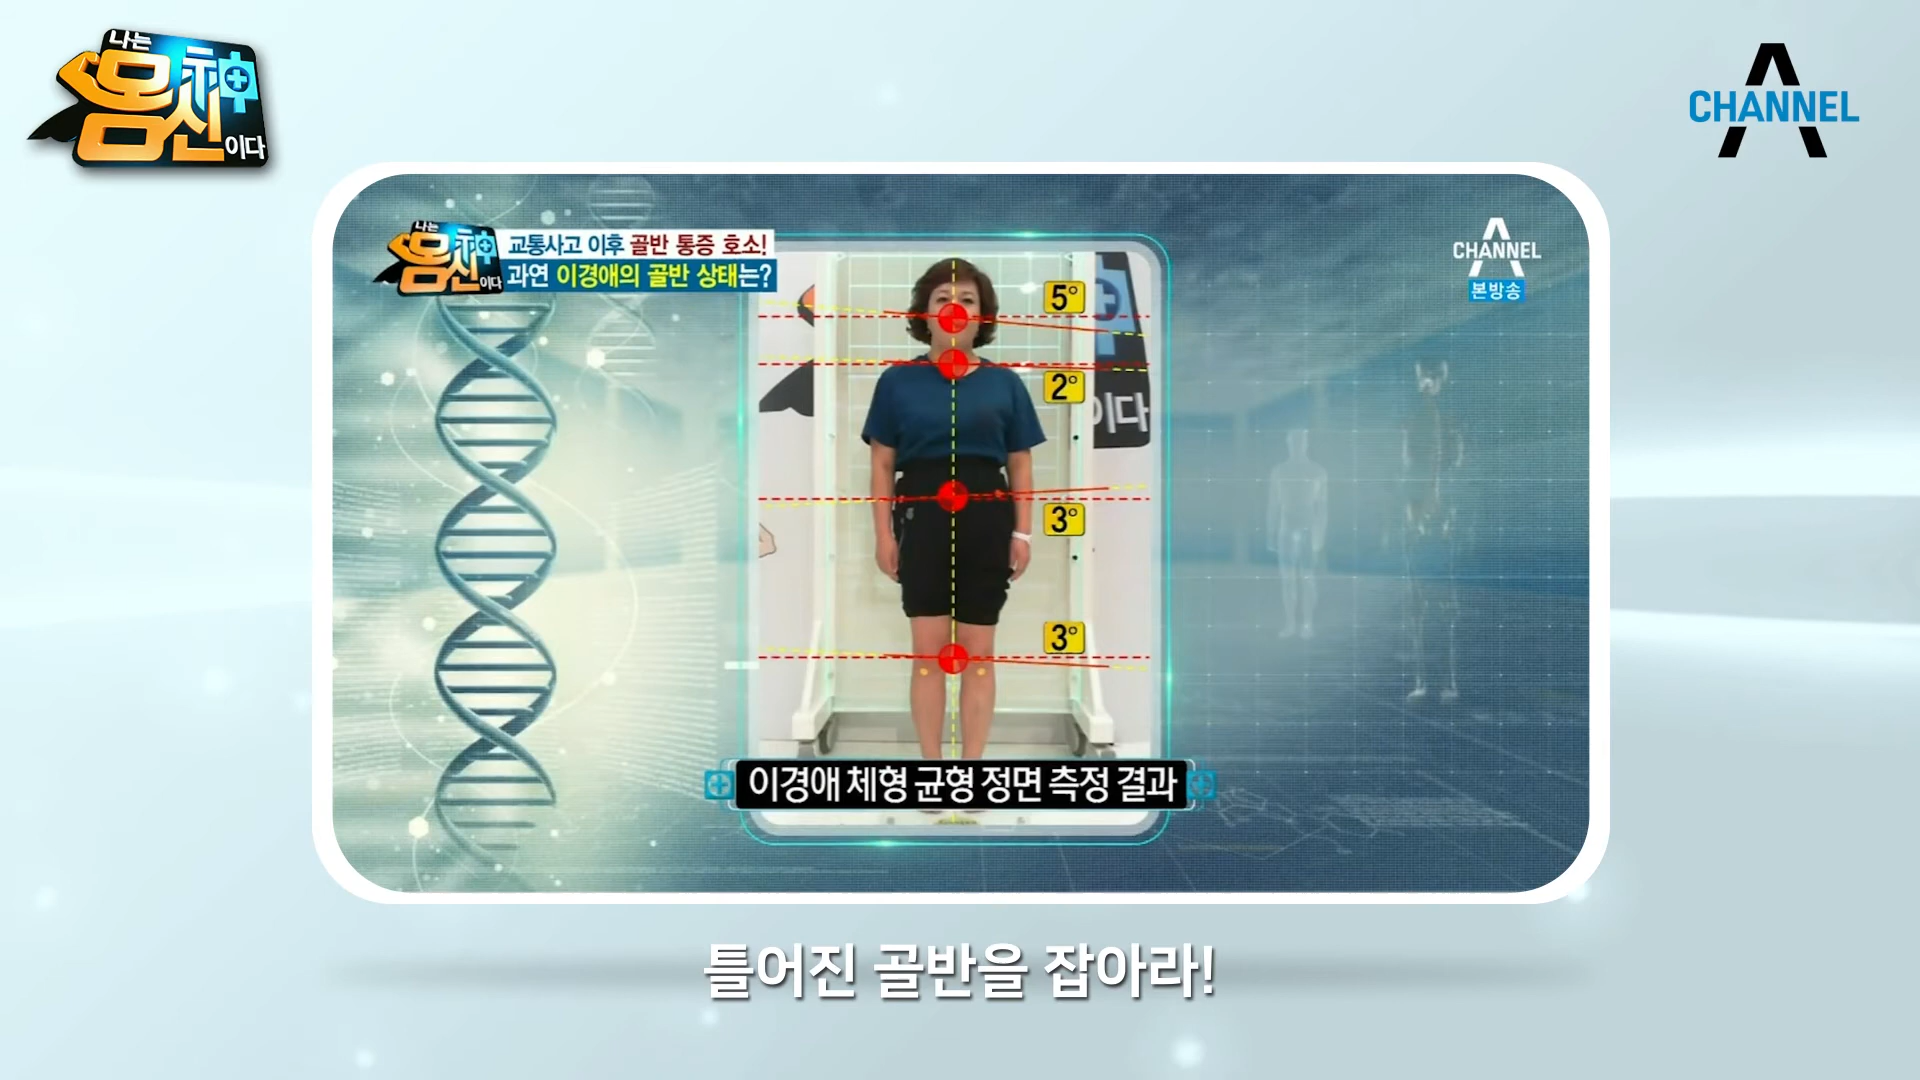 나는
몸神
신이다
CHANNEL A
나는
몸神
신이다
교통사고 이후 골반 통증 호소!
과연 이경애의 골반 상태는?
CHANNEL A
본방송
5°
2°
이다
3°
3°
이경애 체형 균형 정면 측정 결과
틀어진 골반을 잡아라!